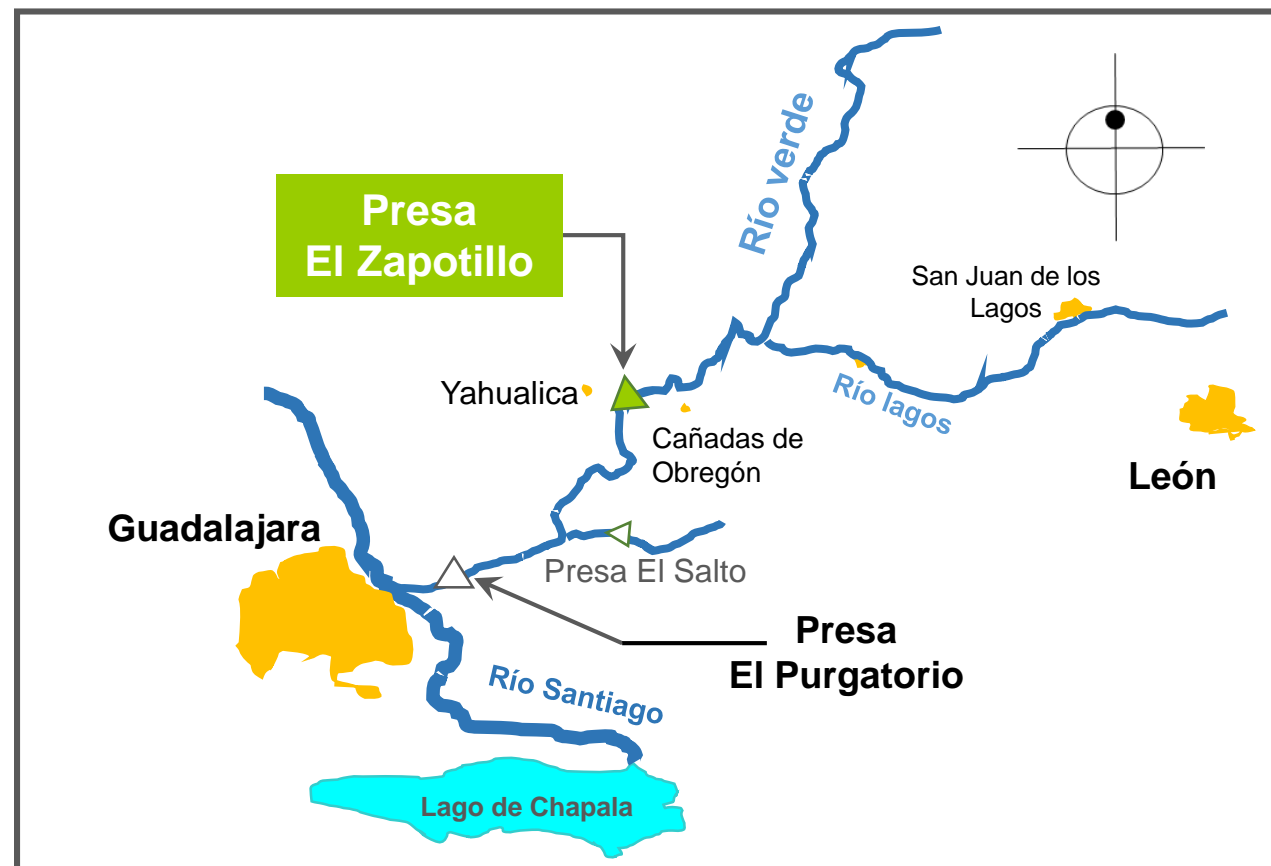 Río verde
Presa
El Zapotillo
San Juan de los
Lagos
Yahualica
Río lagos
Cañadas de
Obregón
León
Guadalajara
Presa El Salto
Presa
El Purgatorio
Río Santiago
Lago de Chapala